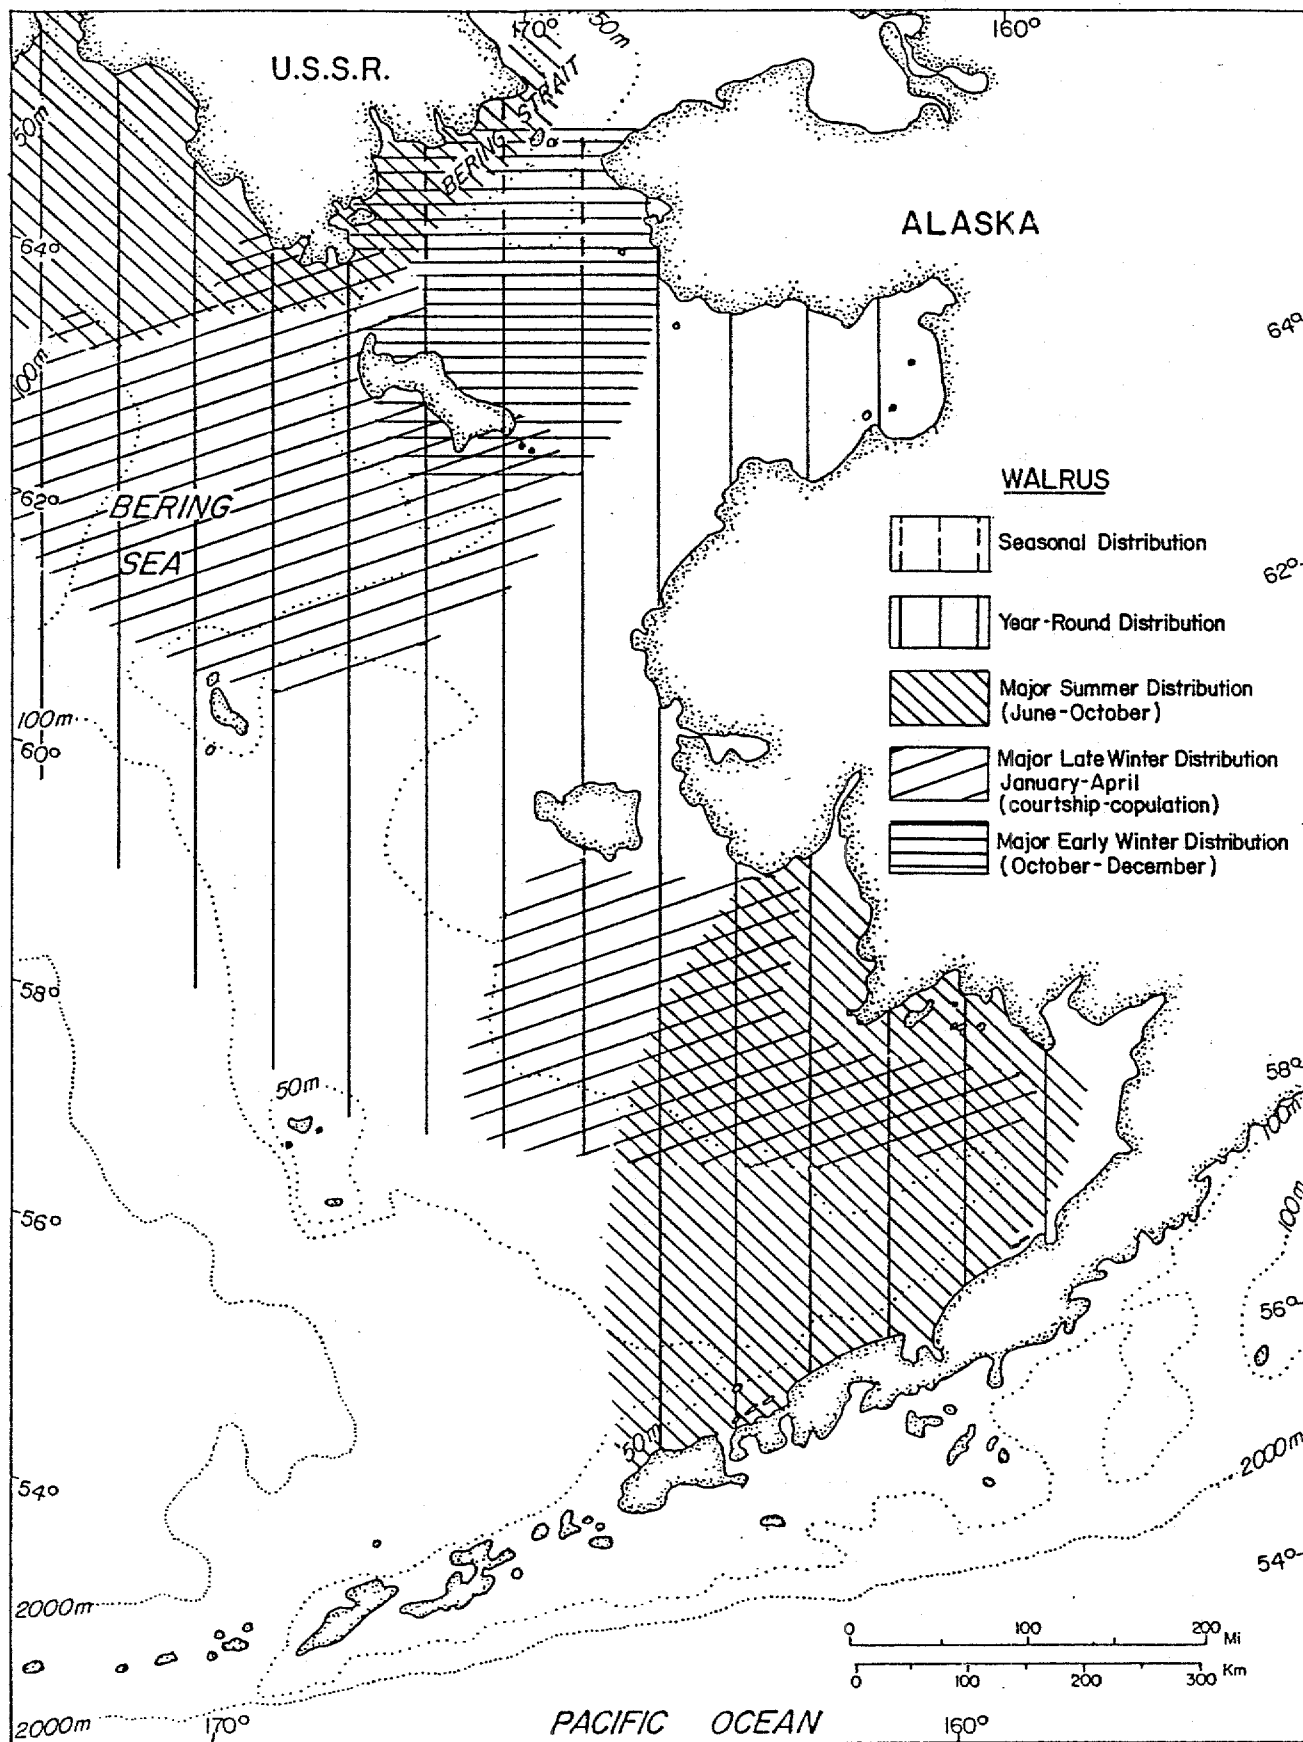 170°
50m
160°
U.S.S.R.
BERING STRAIT
50m
ALASKA
64°
64°
100m
WALRUS
62°
BERING
SEA
Seasonal Distribution
62°
Year-Round Distribution
Major Summer Distribution
(June-October)
100m
60°
Major Late Winter Distribution
January-April
(courtship-copulation)
Major Early Winter Distribution
(October-December)
58°
50m
58°
100m
56°
100m
56°
50m
2000m
54°
54°
2000m
0 100 200 Mi
0 100 200 300 Km
2000m
170°
PACIFIC OCEAN
160°